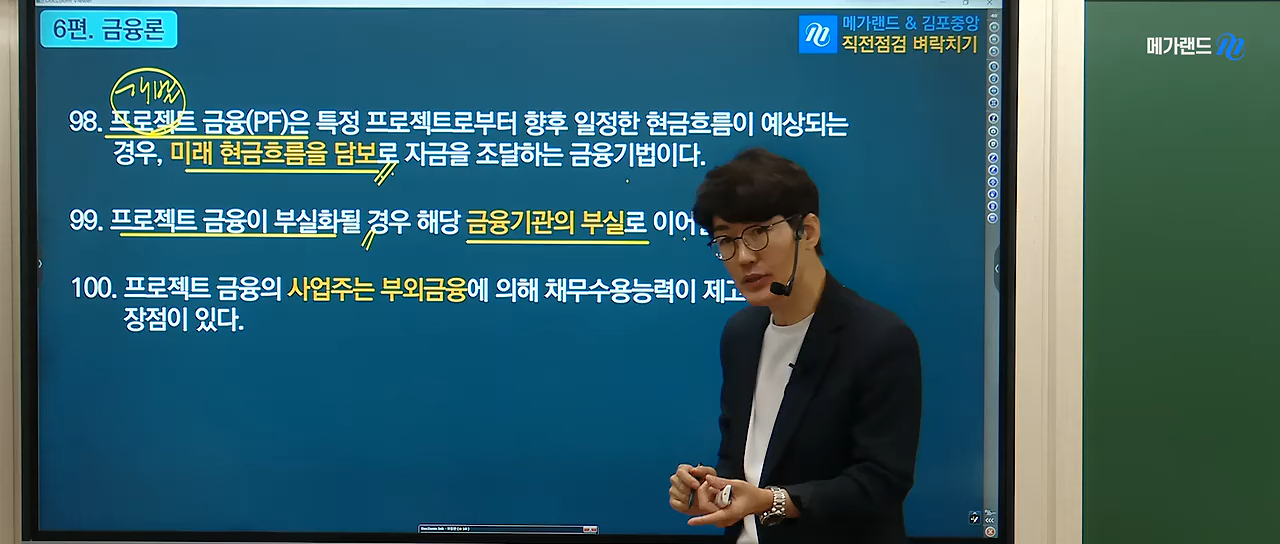 6편. 금융론
메가랜드 & 김포중앙
직전점검 벼락치기
메가랜드
개발
98. 프로젝트 금융(PF)은 특정 프로젝트로부터 향후 일정한 현금흐름이 예상되는
경우, 미래 현금흐름을 담보로 자금을 조달하는 금융기법이다.
99. 프로젝트 금융이 부실화될 경우 해당 금융기관의 부실로
100. 프로젝트 금융의 사업주는 부외금융에 의해 채무수용능력이
장점이 있다.